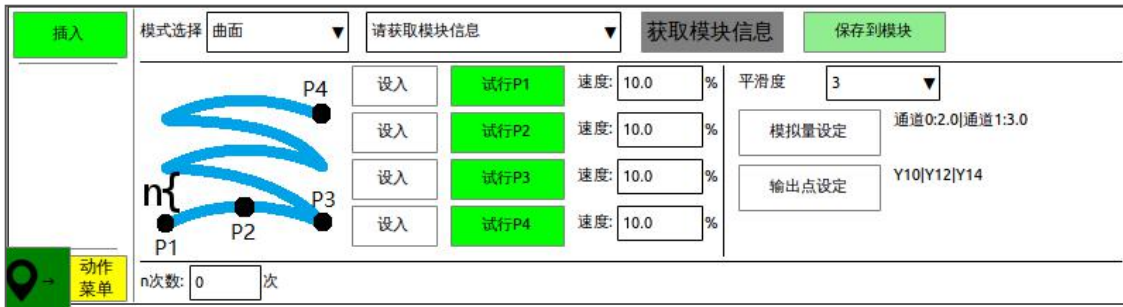 插入 模式选择 曲面 ▼ 请获取模块信息 ▼ 获取模块信息 保存到模块
P4 设入 试行P1 速度: 10.0 % 平滑度 3 ▼
设入 试行P2 速度: 10.0 % 模拟量设定 通道0:2.0|通道1:3.0
n{ P3 设入 试行P3 速度: 10.0 % 输出点设定 Y10|Y12|Y14
P1 P2 设入 试行P4 速度: 10.0 %
→ 动作
菜单 n次数: 0 次